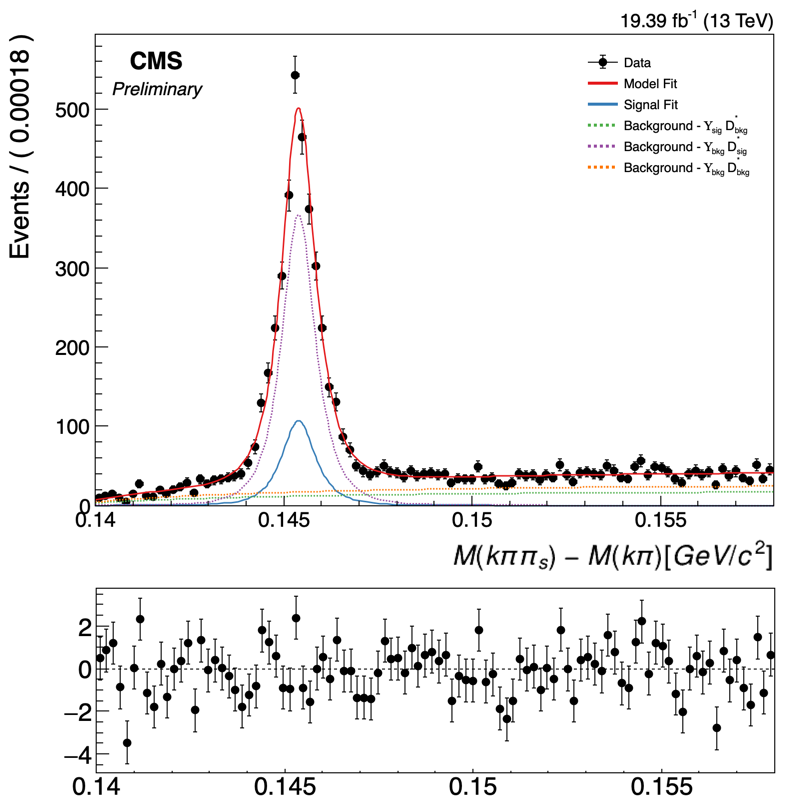 19.39 fb⁻¹ (13 TeV)
CMS
Preliminary
Data
Model Fit
Signal Fit
Background - ϒsig D*bkg
Background - ϒbkg D*sig
Background - ϒbkg D*bkg
Events / ( 0.00018 )
500
400
300
200
100
0
0.14 0.145 0.15 0.155
M(kππs) − M(kπ)[GeV/c²]
2
0
−2
−4
0.14 0.145 0.15 0.155